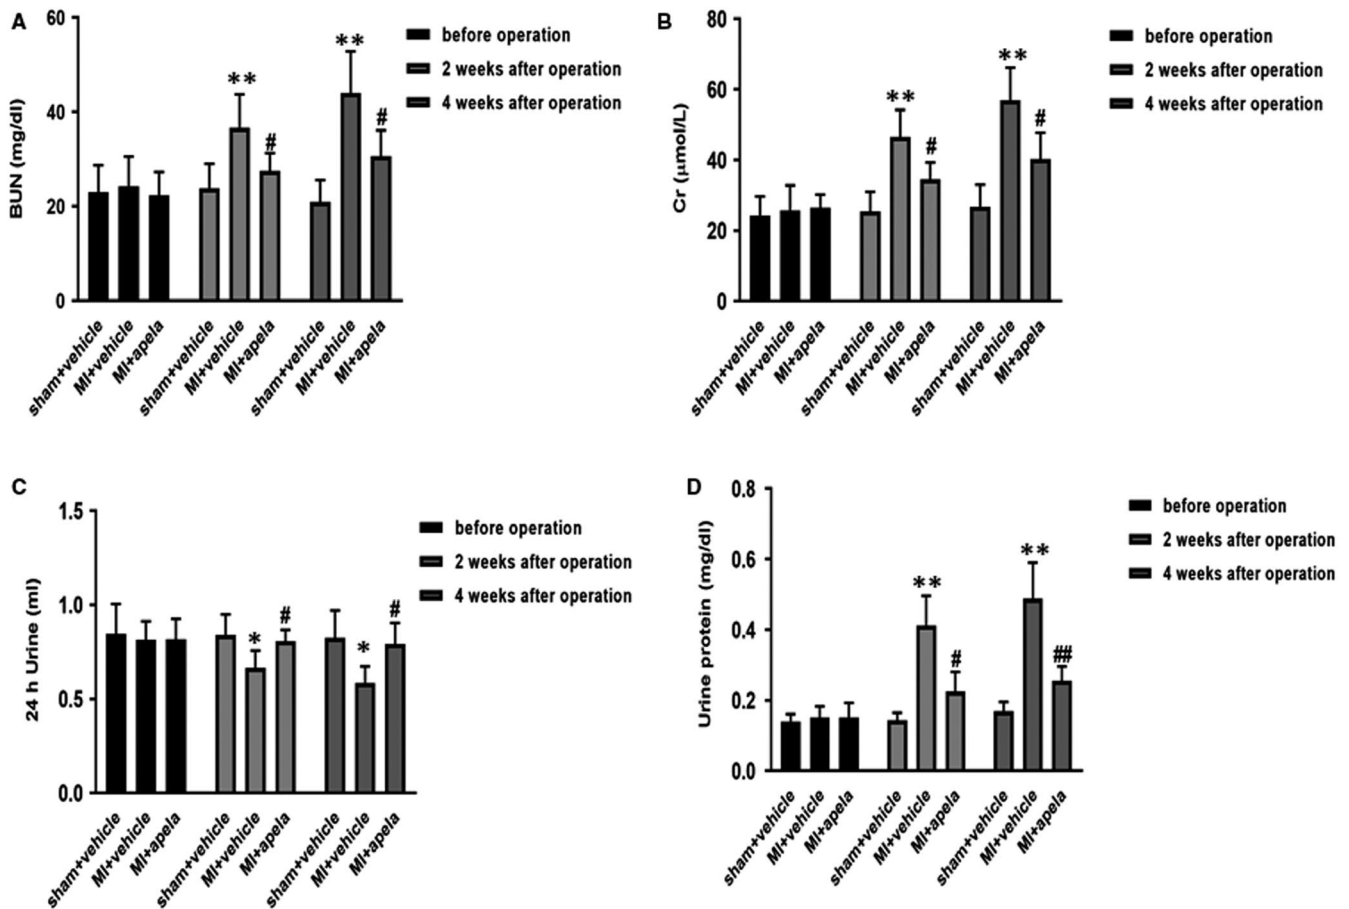 A
BUN (mg/dl)
60
40
20
0
** ** # #
before operation
2 weeks after operation
4 weeks after operation
sham+vehicle
MI+vehicle
MI+apela
sham+vehicle
MI+vehicle
MI+apela
sham+vehicle
MI+vehicle
MI+apela
B
Cr (μmol/L)
80
60
40
20
0
** # ** #
before operation
2 weeks after operation
4 weeks after operation
sham+vehicle
MI+vehicle
MI+apela
sham+vehicle
MI+vehicle
MI+apela
sham+vehicle
MI+vehicle
MI+apela
C
24 h Urine (ml)
1.5
1.0
0.5
0.0
* # * #
before operation
2 weeks after operation
4 weeks after operation
sham+vehicle
MI+vehicle
MI+apela
sham+vehicle
MI+vehicle
MI+apela
sham+vehicle
MI+vehicle
MI+apela
D
Urine protein (mg/dl)
0.8
0.6
0.4
0.2
0.0
** # ** ##
before operation
2 weeks after operation
4 weeks after operation
sham+vehicle
MI+vehicle
MI+apela
sham+vehicle
MI+vehicle
MI+apela
sham+vehicle
MI+vehicle
MI+apela